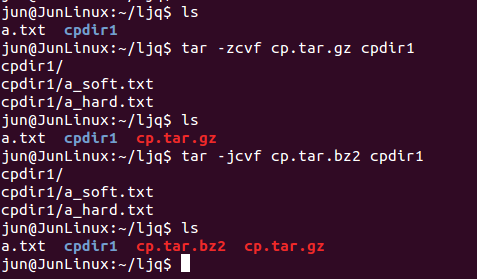 jun@JunLinux:~/ljq$ ls
a.txt  cpdir1
jun@JunLinux:~/ljq$ tar -zcvf cp.tar.gz cpdir1
cpdir1/
cpdir1/a_soft.txt
cpdir1/a_hard.txt
jun@JunLinux:~/ljq$ ls
a.txt  cpdir1  cp.tar.gz
jun@JunLinux:~/ljq$ tar -jcvf cp.tar.bz2 cpdir1
cpdir1/
cpdir1/a_soft.txt
cpdir1/a_hard.txt
jun@JunLinux:~/ljq$ ls
a.txt  cpdir1  cp.tar.bz2  cp.tar.gz
jun@JunLinux:~/ljq$